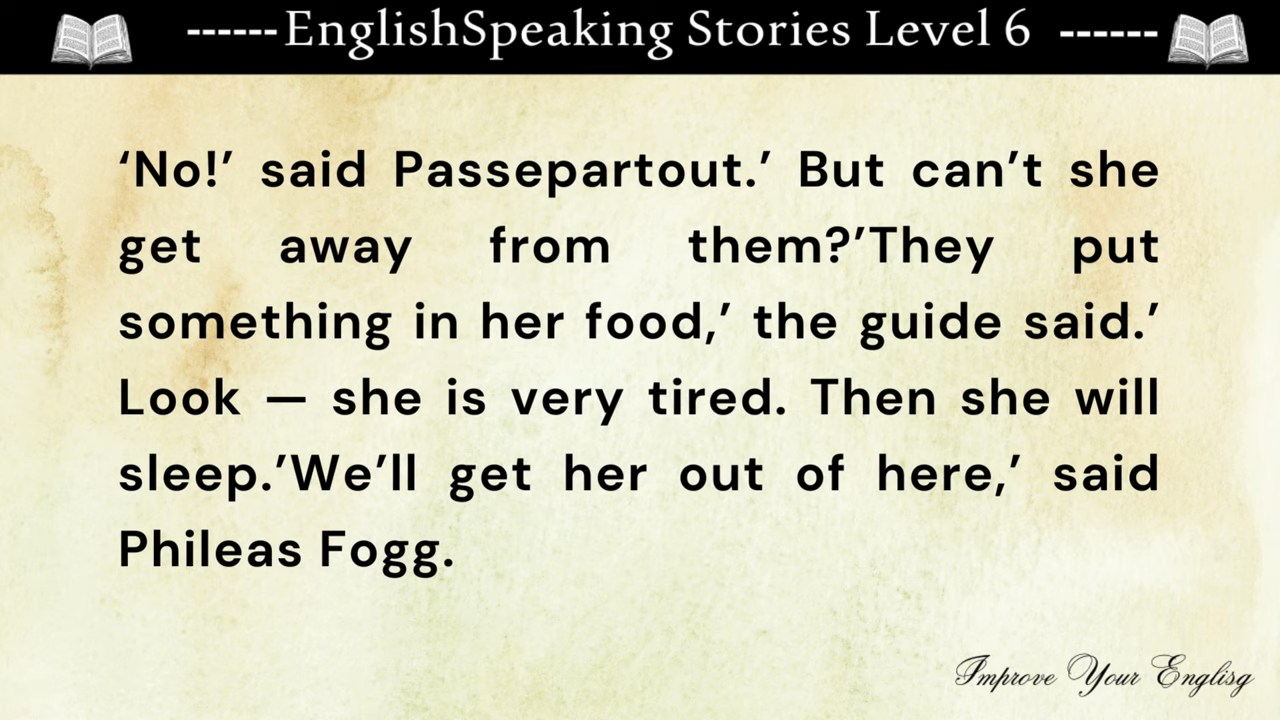 ------EnglishSpeaking Stories Level 6 ------
‘No!’ said Passepartout.’ But can’t she
get away from them?’They put
something in her food,’ the guide said.’
Look — she is very tired. Then she will
sleep.’We’ll get her out of here,’ said
Phileas Fogg.
Improve Your Englisg